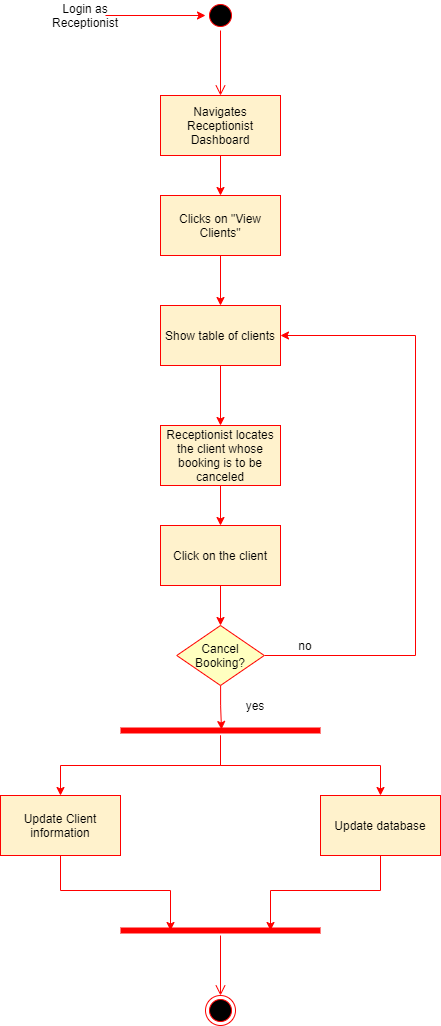 Login as
Receptionist
Navigates
Receptionist
Dashboard
Clicks on "View
Clients"
Show table of clients
Receptionist locates
the client whose
booking is to be
canceled
Click on the client
Cancel
Booking?
no
yes
Update Client
information
Update database